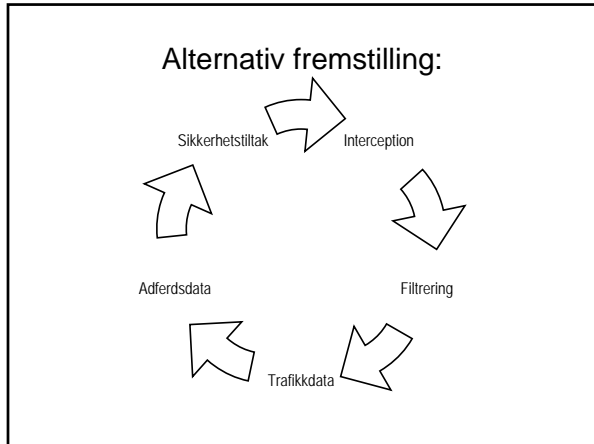 Alternativ fremstilling:
Sikkerhetstiltak
Interception
Filtrering
Trafikkdata
Adferdsdata